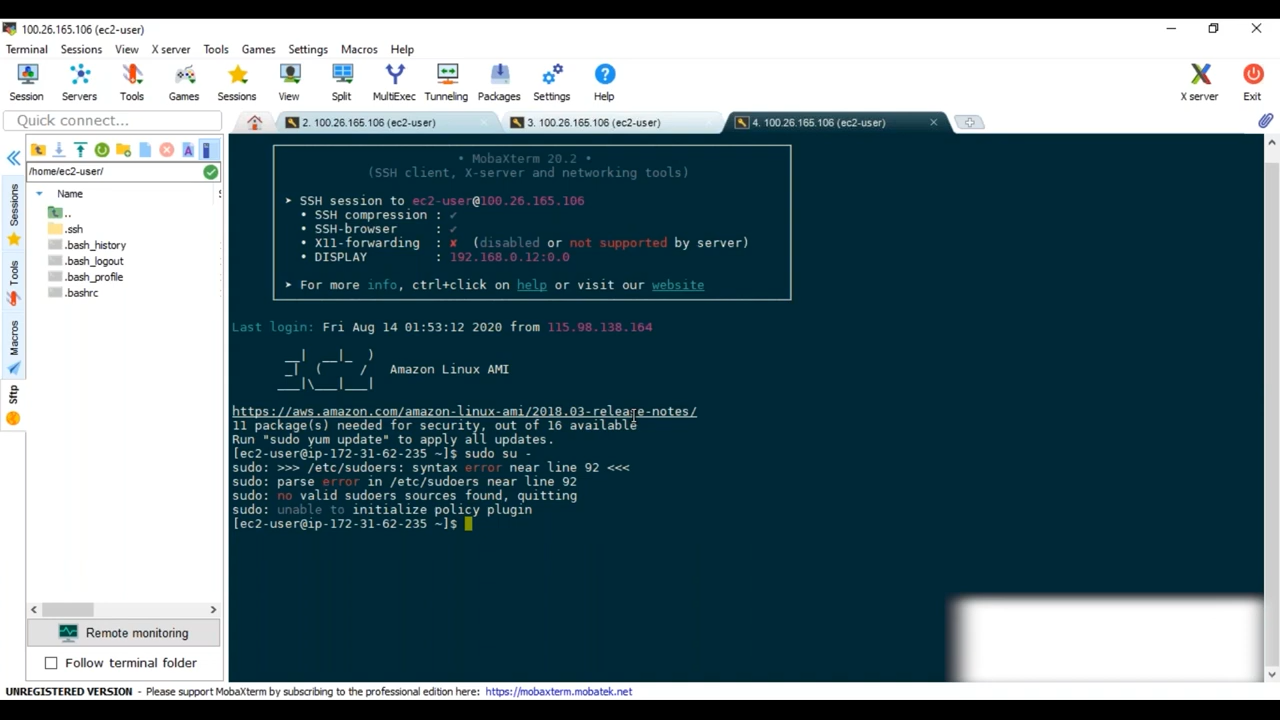 100.26.165.106 (ec2-user)
Terminal Sessions View X server Tools Games Settings Macros Help
Session Servers Tools Games Sessions View Split MultiExec Tunneling Packages Settings Help X server Exit
Quick connect...
2. 100.26.165.106 (ec2-user)
3. 100.26.165.106 (ec2-user)
4. 100.26.165.106 (ec2-user)
/home/ec2-user/
Name
..
.ssh
.bash_history
.bash_logout
.bash_profile
.bashrc
Sessions
Tools
Macros
Sftp
Remote monitoring
Follow terminal folder
• MobaXterm 20.2 •
(SSH client, X-server and networking tools)
➤ SSH session to ec2-user@100.26.165.106
• SSH compression : ✔
• SSH-browser : ✔
• X11-forwarding : ✘ (disabled or not supported by server)
• DISPLAY : 192.168.0.12:0.0
➤ For more info, ctrl+click on help or visit our website
Last login: Fri Aug 14 01:53:12 2020 from 115.98.138.164
__| __|_ )
_| ( / Amazon Linux AMI
___|\___|___|
https://aws.amazon.com/amazon-linux-ami/2018.03-release-notes/
11 package(s) needed for security, out of 16 available
Run "sudo yum update" to apply all updates.
[ec2-user@ip-172-31-62-235 ~]$ sudo su -
sudo: >>> /etc/sudoers: syntax error near line 92 <<<
sudo: parse error in /etc/sudoers near line 92
sudo: no valid sudoers sources found, quitting
sudo: unable to initialize policy plugin
[ec2-user@ip-172-31-62-235 ~]$
UNREGISTERED VERSION - Please support MobaXterm by subscribing to the professional edition here: https://mobaxterm.mobatek.net